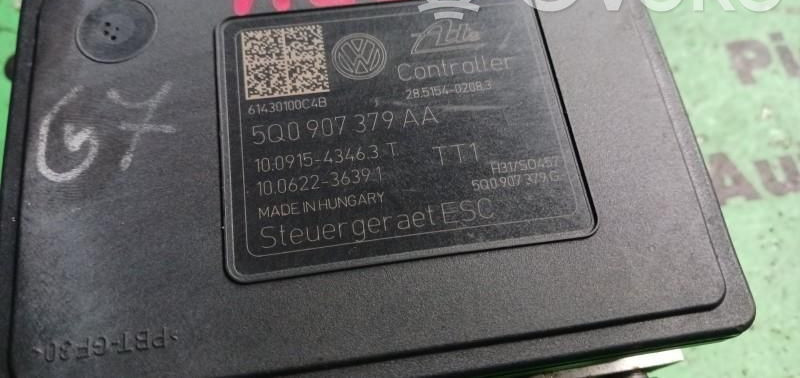 Ate
Controller
28.5154-0208.3
61430100C4B
5Q0 907 379 AA
10.0915-4346.3 T
TT1
H31/S0457
10.0622-3639.1
5Q0 907 379 G
MADE IN HUNGARY
Steuergeraet ESC
G7
>PBT-GF30<